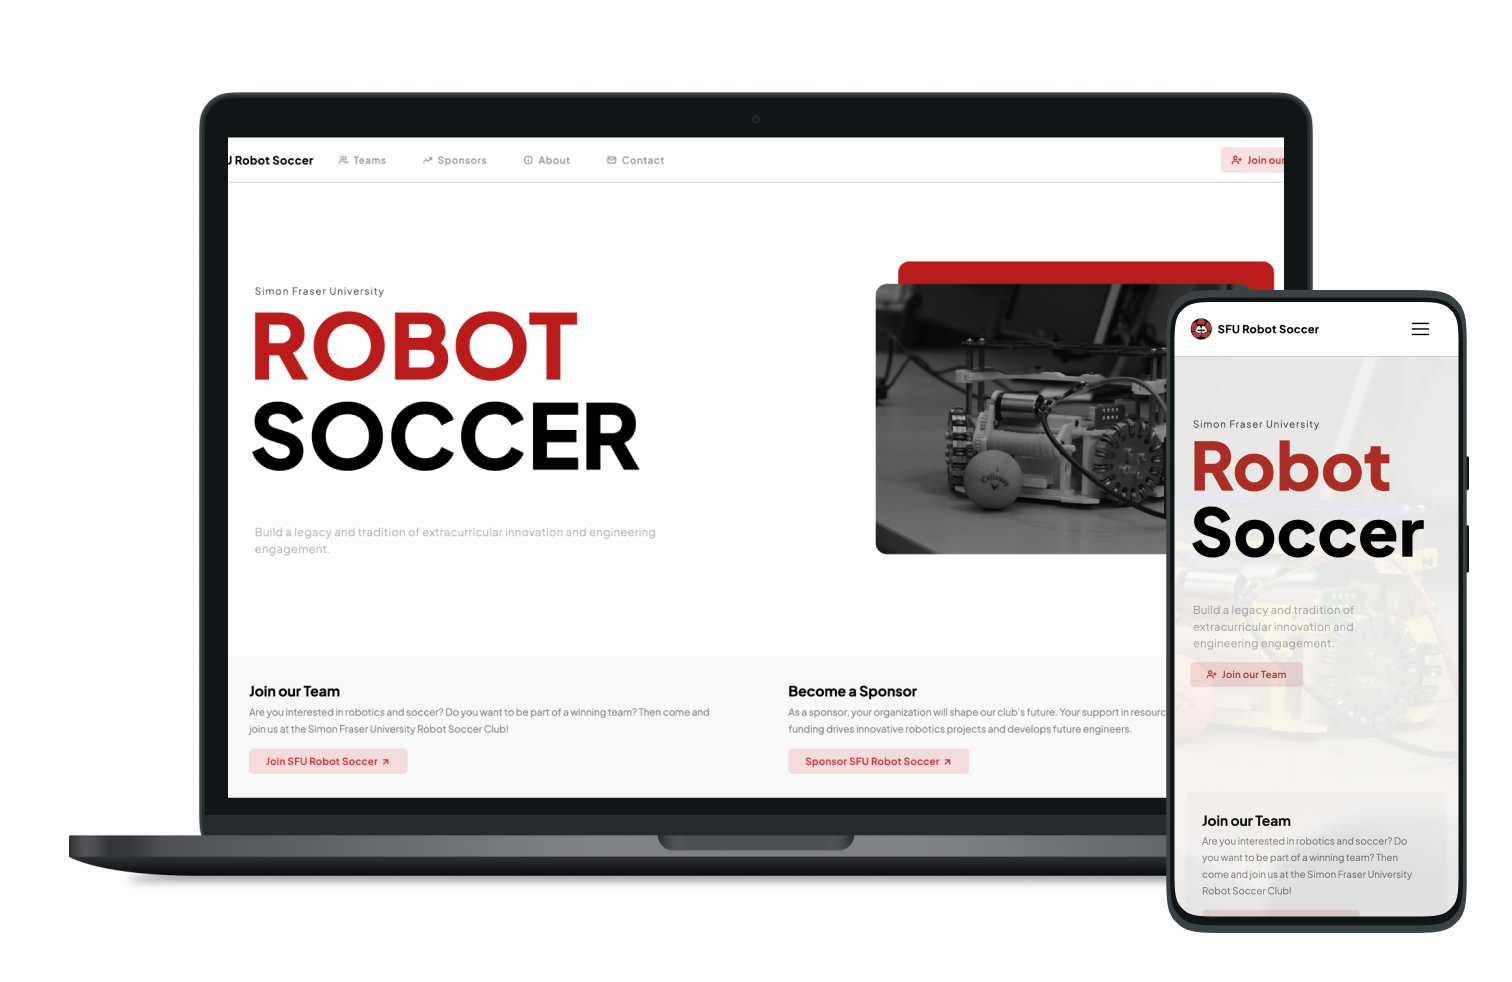 U Robot Soccer Teams Sponsors About Contact Join our
Simon Fraser University
ROBOT
SOCCER
Build a legacy and tradition of extracurricular innovation and engineering
engagement.
Callaway
Join our Team
Are you interested in robotics and soccer? Do you want to be part of a winning team? Then come and
join us at the Simon Fraser University Robot Soccer Club!
Join SFU Robot Soccer
Become a Sponsor
As a sponsor, your organization will shape our club's future. Your support in resourc
funding drives innovative robotics projects and develops future engineers.
Sponsor SFU Robot Soccer
SFU Robot Soccer
Simon Fraser University
Robot
Soccer
Build a legacy and tradition of
extracurricular innovation and
engineering engagement.
Join our Team
Join our Team
Are you interested in robotics and soccer? Do
you want to be part of a winning team? Then
come and join us at the Simon Fraser University
Robot Soccer Club!